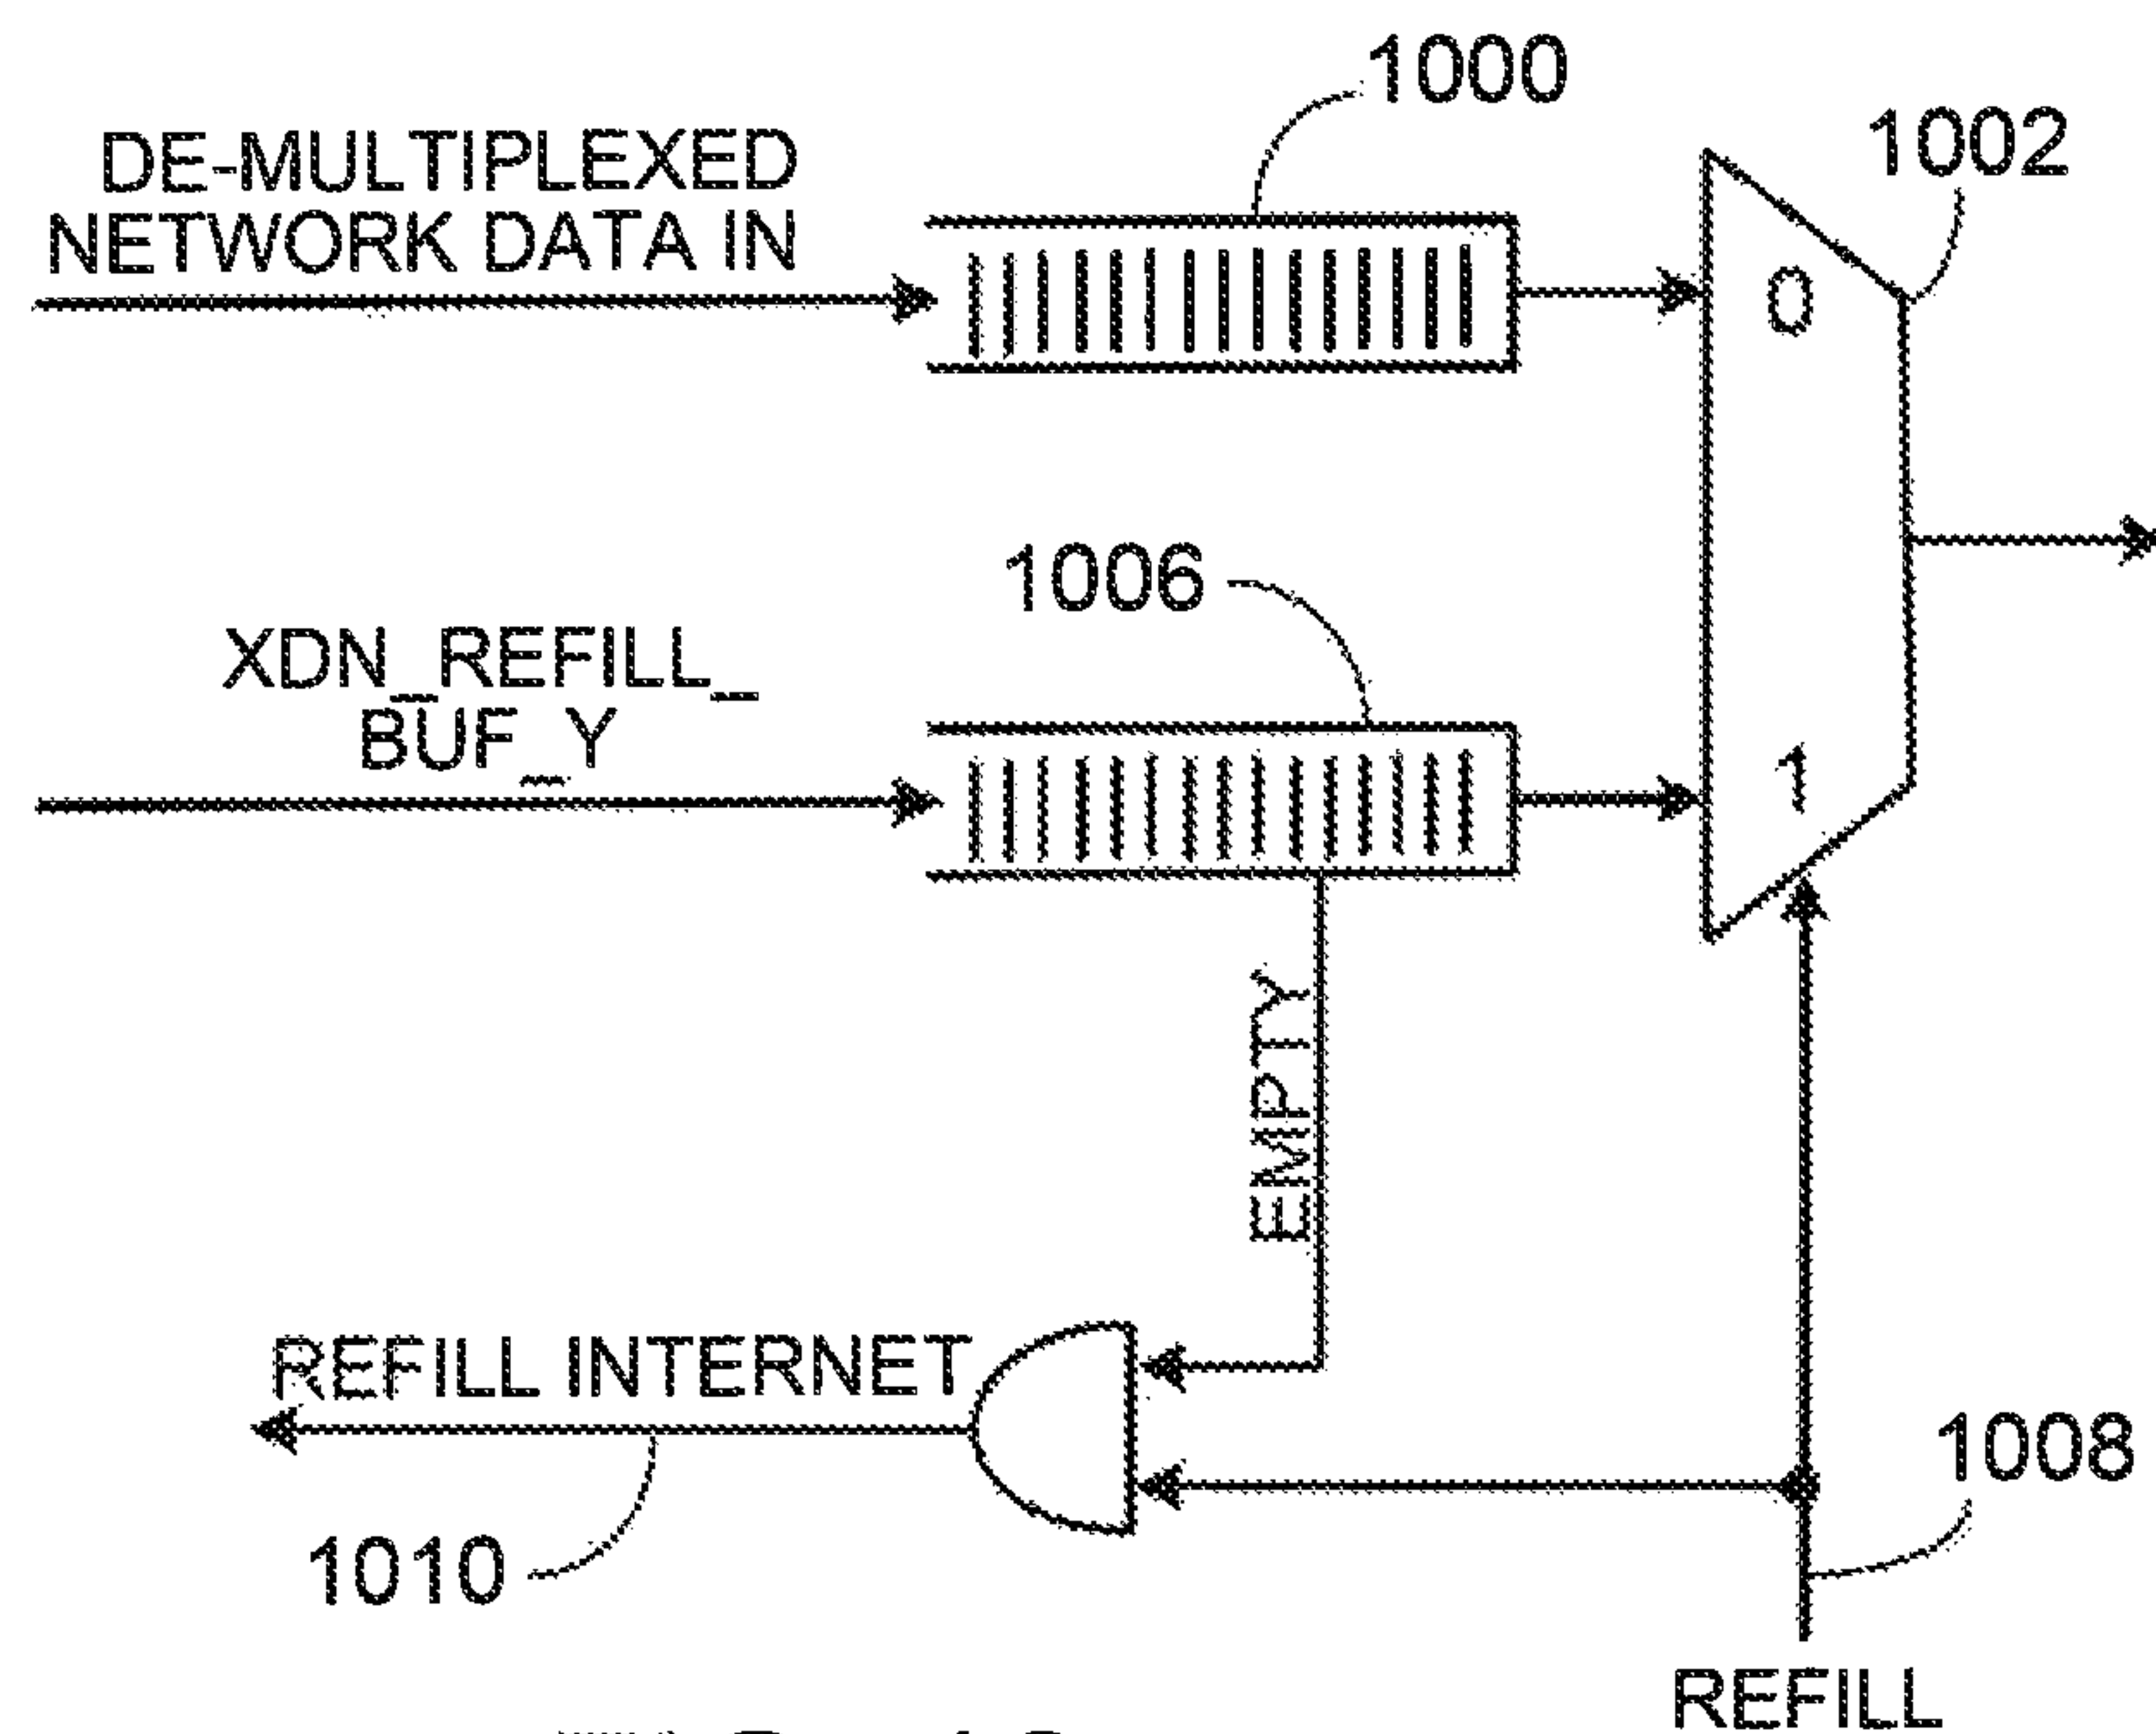 1000
1002
DE-MULTIPLEXED
NETWORK DATA IN
0
1006
XDN_REFILL_
BUF_Y
1
EMPTY
REFILL INTERNET
1008
1010
REFILL